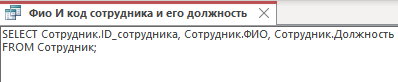 Фио И код сотрудника и его должность
SELECT Сотрудник.ID_сотрудника, Сотрудник.ФИО, Сотрудник.Должность
FROM Сотрудник;